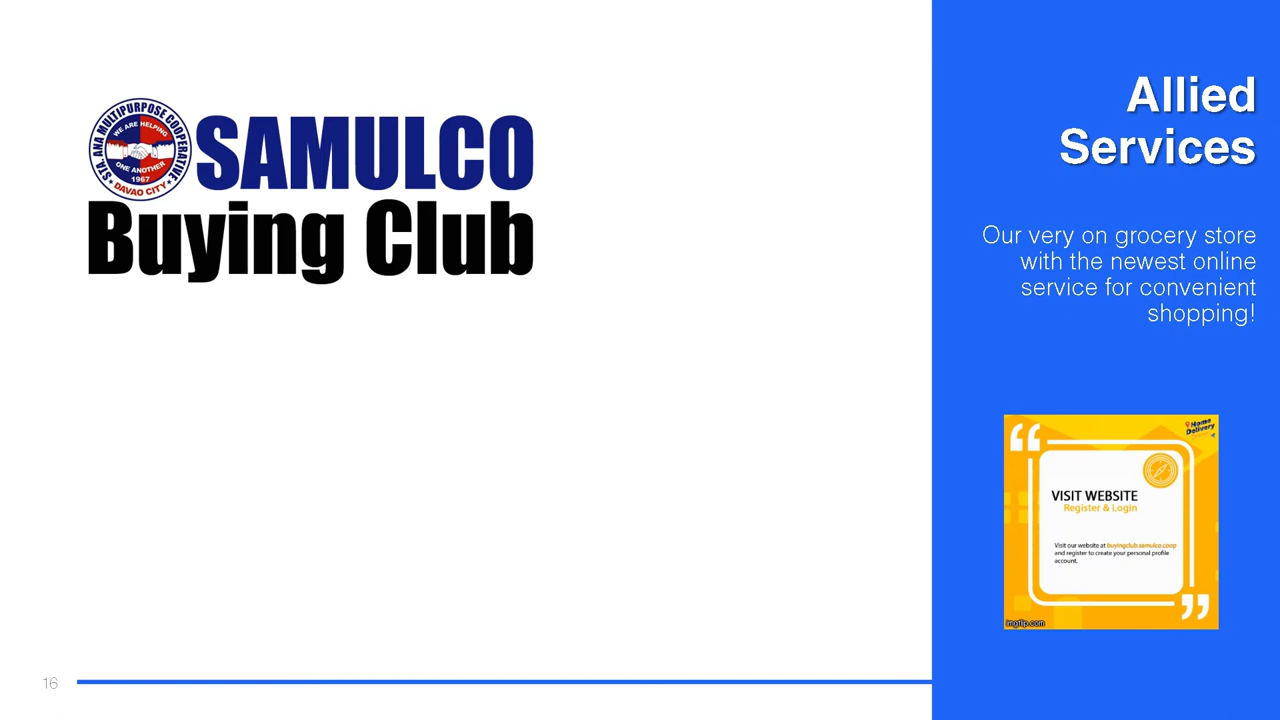 STA. ANA MULTIPURPOSE COOPERATIVE
WE ARE HELPING
ONE ANOTHER
1967
DAVAO CITY
SAMULCO
Buying Club
Allied
Services
Our very on grocery store
with the newest online
service for convenient
shopping!
Home
Delivery
VISIT WEBSITE
Register & Login
Visit our website at buyingclub.samulco.coop
and register to create your personal profile
account.
imgflip.com
16